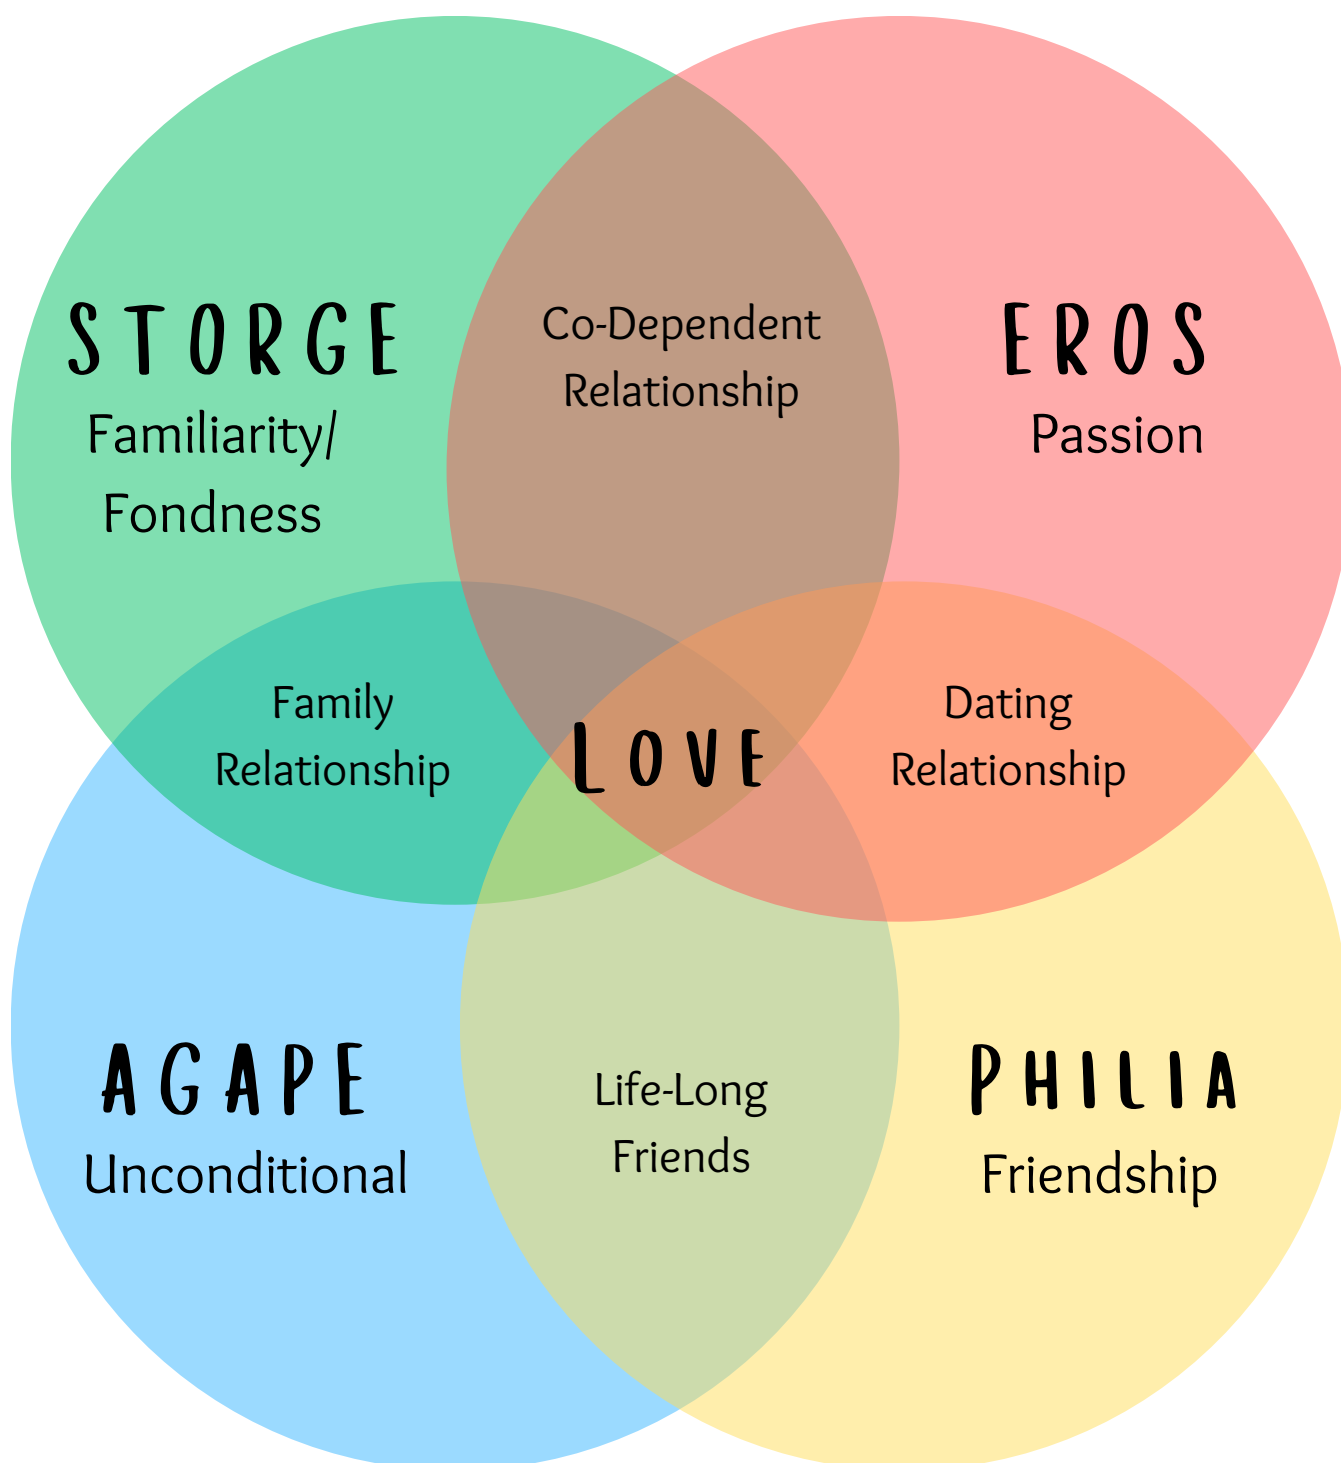 STORGE
Familiarity/
Fondness
Co-Dependent
Relationship
EROS
Passion
Family
Relationship
LOVE
Dating
Relationship
AGAPE
Unconditional
Life-Long
Friends
PHILIA
Friendship